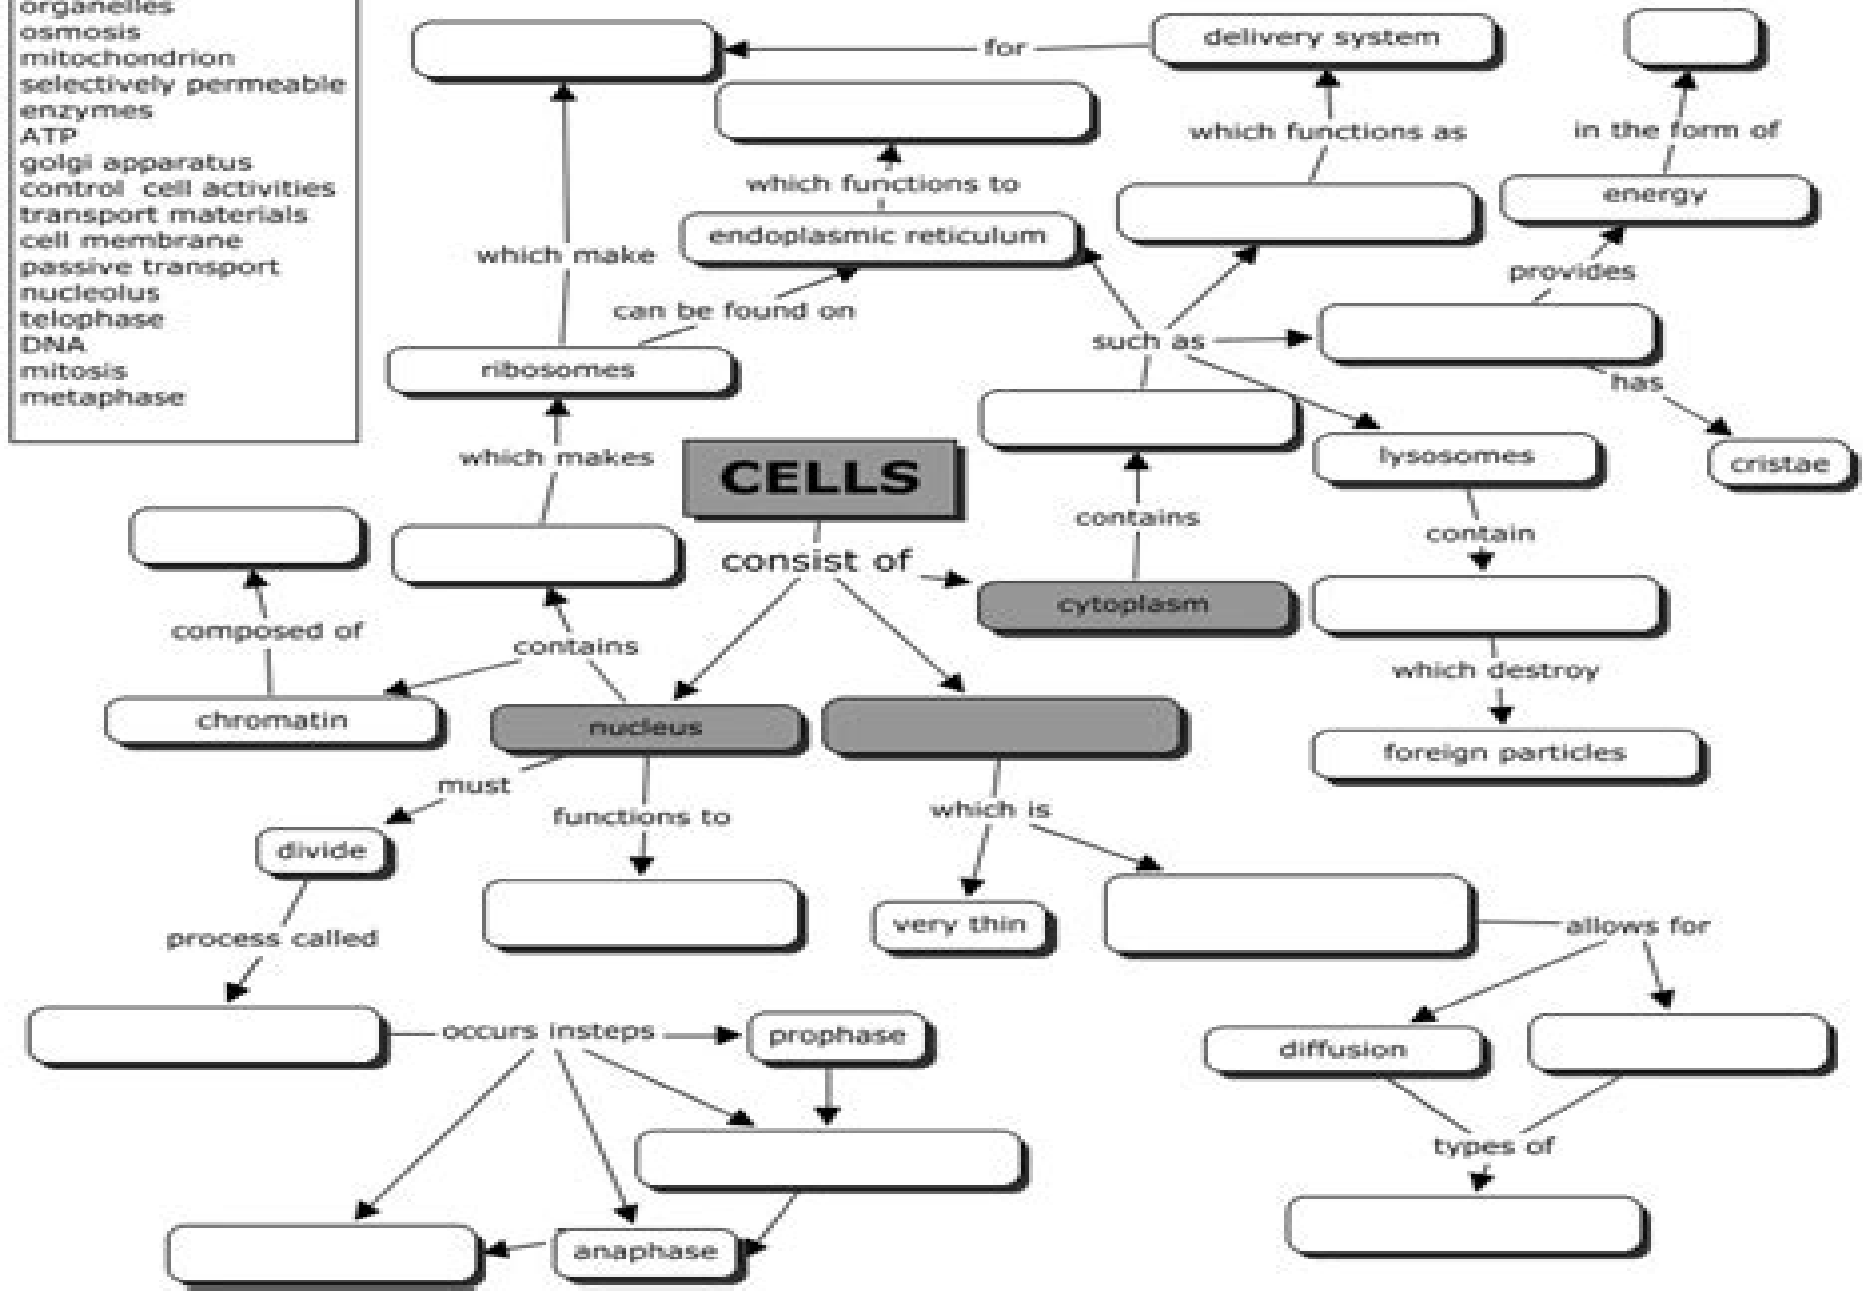 organelles
osmosis
mitochondrion
selectively permeable
enzymes
ATP
golgi apparatus
control cell activities
transport materials
cell membrane
passive transport
nucleolus
telophase
DNA
mitosis
metaphase
for
delivery system
which functions as
in the form of
which functions to
energy
endoplasmic reticulum
which make
provides
can be found on
such as
ribosomes
has
which makes
CELLS
lysosomes
cristae
contains
contain
consist of
cytoplasm
composed of
contains
which destroy
chromatin
nucleus
foreign particles
must
functions to
which is
divide
very thin
allows for
process called
occurs insteps
prophase
diffusion
types of
anaphase